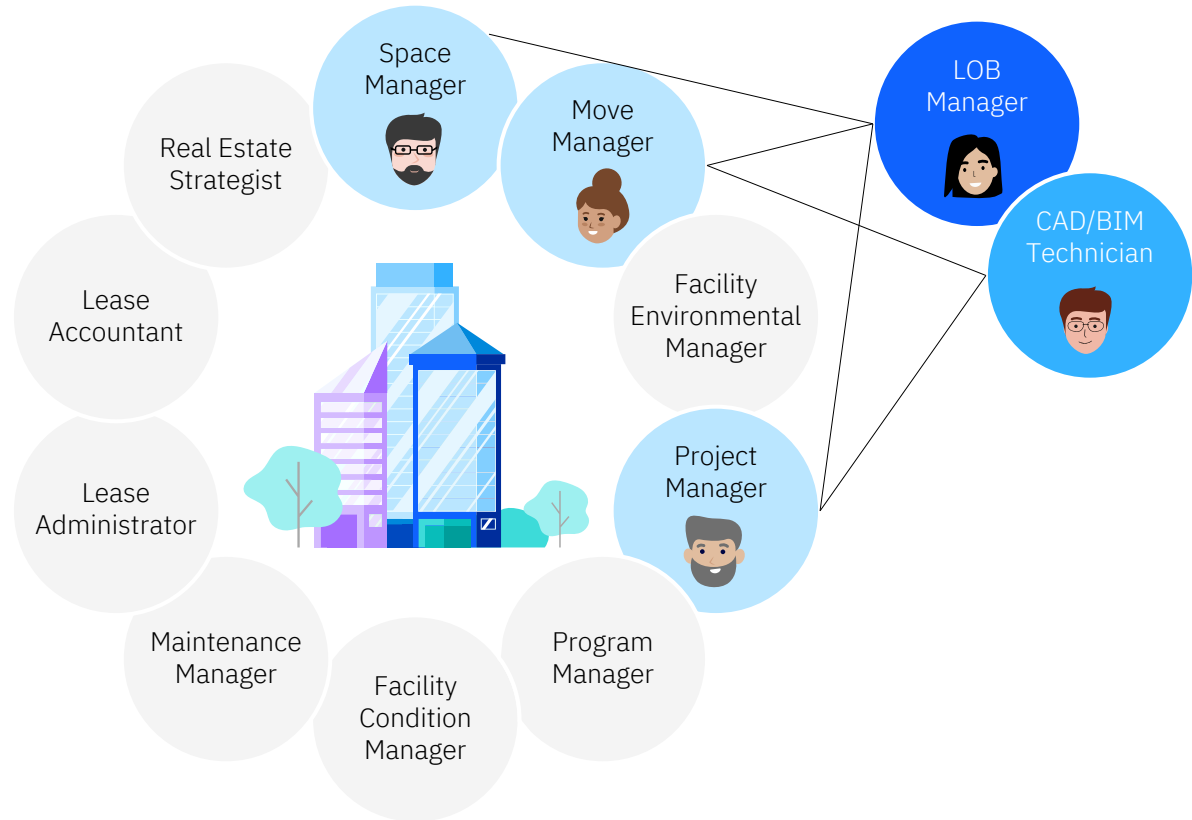 Space
Manager
Move
Manager
LOB
Manager
Real Estate
Strategist
CAD/BIM
Technician
Lease
Accountant
Facility
Environmental
Manager
Lease
Administrator
Project
Manager
Maintenance
Manager
Facility
Condition
Manager
Program
Manager